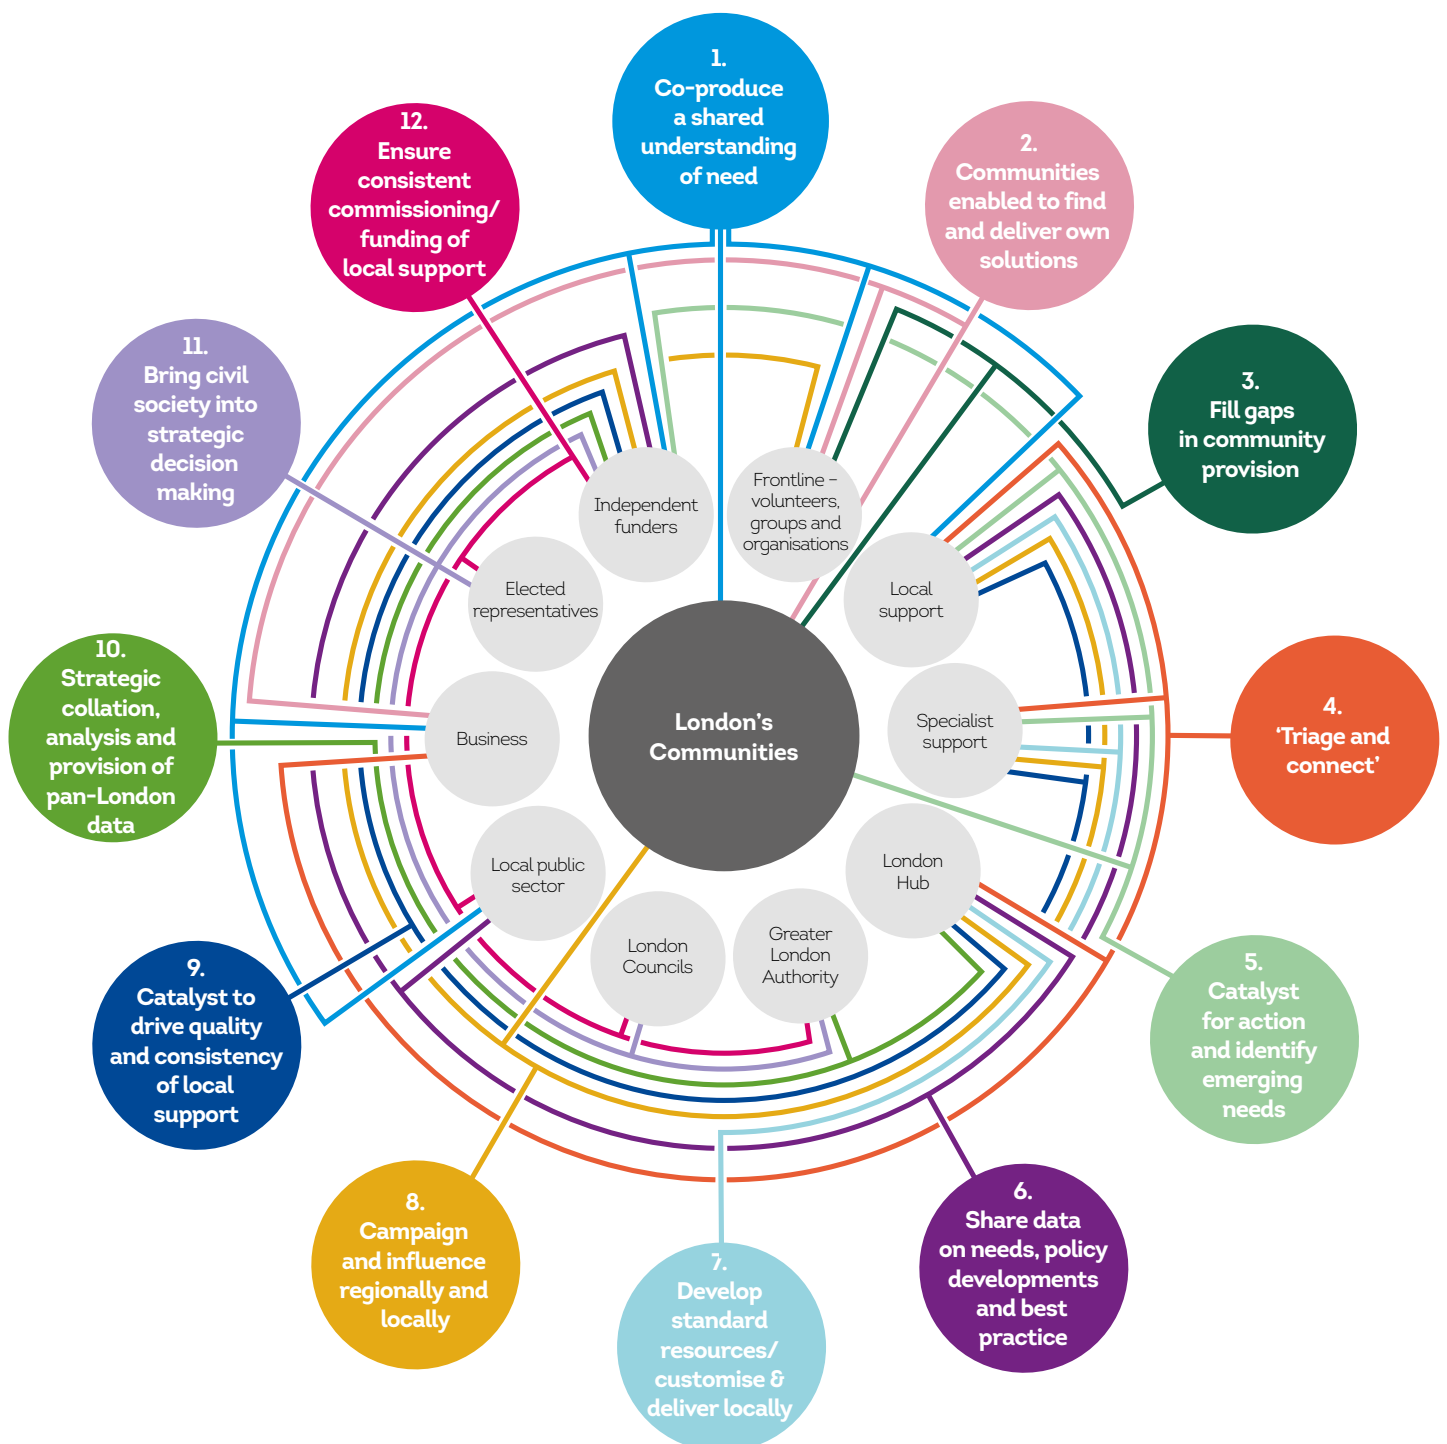 1.
Co-produce
a shared
understanding
of need
2.
Communities
enabled to find
and deliver own
solutions
3.
Fill gaps
in community
provision
4.
‘Triage and
connect’
5.
Catalyst
for action
and identify
emerging
needs
6.
Share data
on needs, policy
developments
and best
practice
7.
Develop
standard
resources/
customise &
deliver locally
8.
Campaign
and influence
regionally and
locally
9.
Catalyst to
drive quality
and consistency
of local
support
10.
Strategic
collation,
analysis and
provision of
pan-London
data
11.
Bring civil
society into
strategic
decision
making
12.
Ensure
consistent
commissioning/
funding of
local support
Independent
funders
Frontline –
volunteers,
groups and
organisations
Local
support
Specialist
support
London
Hub
Greater
London
Authority
London
Councils
Local public
sector
Business
Elected
representatives
London’s
Communities